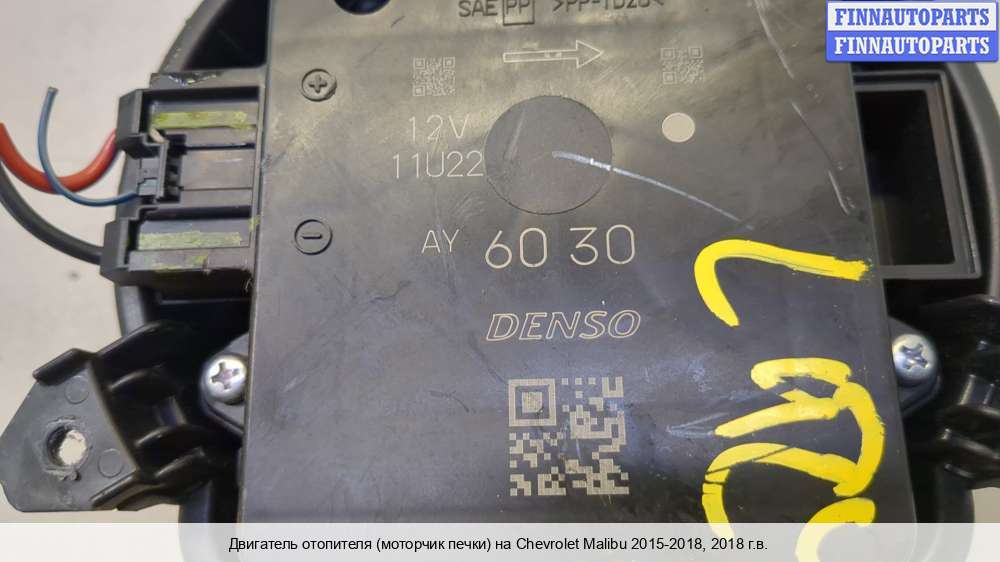 SAE PP >PP-TD20<
FINNAUTOPARTS
FINNAUTOPARTS
12V
11U22
AY 60 30
DENSO
L
Двигатель отопителя (моторчик печки) на Chevrolet Malibu 2015-2018, 2018 г.в.